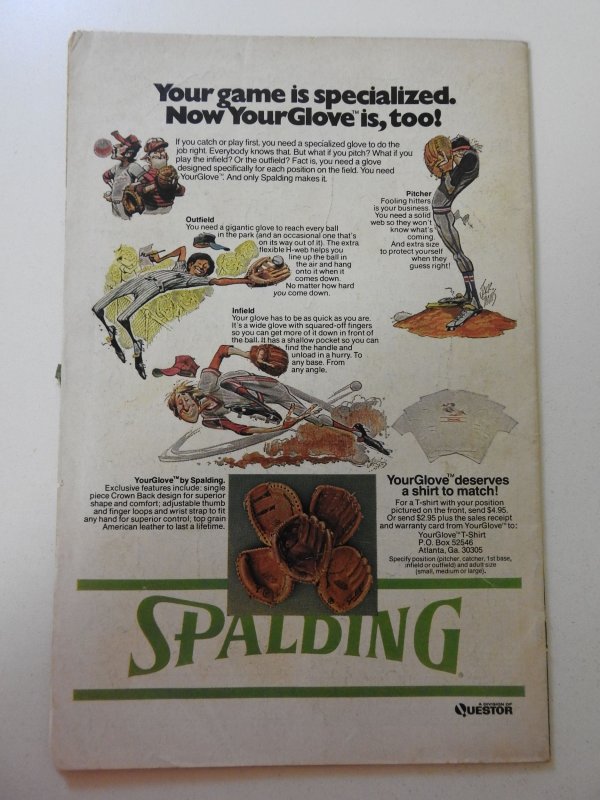 Your game is specialized.
Now YourGlove™ is, too!
If you catch or play first, you need a specialized glove to do the
job right. Everybody knows that. But what if you pitch? What if you
play the infield? Or the outfield? Fact is, you need a glove
designed specifically for each position on the field. You need
YourGlove™. And only Spalding makes it.
Pitcher
Fooling hitters
is your business.
You need a solid
web so they won't
know what's
coming.
And extra size
to protect yourself
when they
guess right!
Outfield
You need a gigantic glove to reach every ball
in the park (and an occasional one that's
on its way out of it). The extra
flexible H-web helps you
line up the ball in
the air and hang
onto it when it
comes down.
No matter how hard
you come down.
Infield
Your glove has to be as quick as you are.
It's a wide glove with squared-off fingers
so you can get more of it down in front of
the ball. It has a shallow pocket so you can
find the handle and
unload in a hurry. To
any base. From
any angle.
YourGlove™ by Spalding.
Exclusive features include: single
piece Crown Back design for superior
shape and comfort; adjustable thumb
and finger loops and wrist strap to fit
any hand for superior control; top grain
American leather to last a lifetime.
YourGlove™ deserves
a shirt to match!
For a T-shirt with your position
pictured on the front, send $4.95.
Or send $2.95 plus the sales receipt
and warranty card from YourGlove™ to:
YourGlove™ T-Shirt
P.O. Box 52546
Atlanta, Ga. 30305
Specify position (pitcher, catcher, 1st base,
infield or outfield) and adult size
(small, medium or large).
SPALDING®
A DIVISION OF
QUESTOR